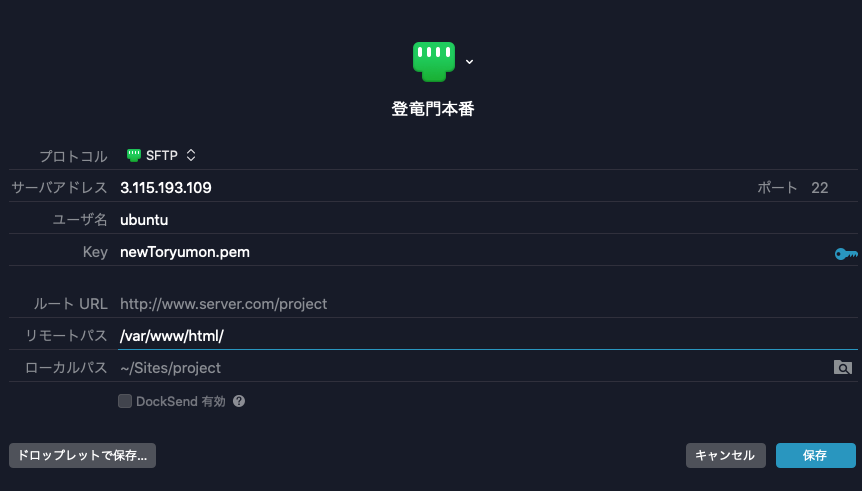 登竜門本番
プロトコル SFTP
サーバアドレス 3.115.193.109 ポート 22
ユーザ名 ubuntu
Key newToryumon.pem
ルート URL http://www.server.com/project
リモートパス /var/www/html/
ローカルパス ~/Sites/project
DockSend 有効 ?
ドロップレットで保存... キャンセル 保存